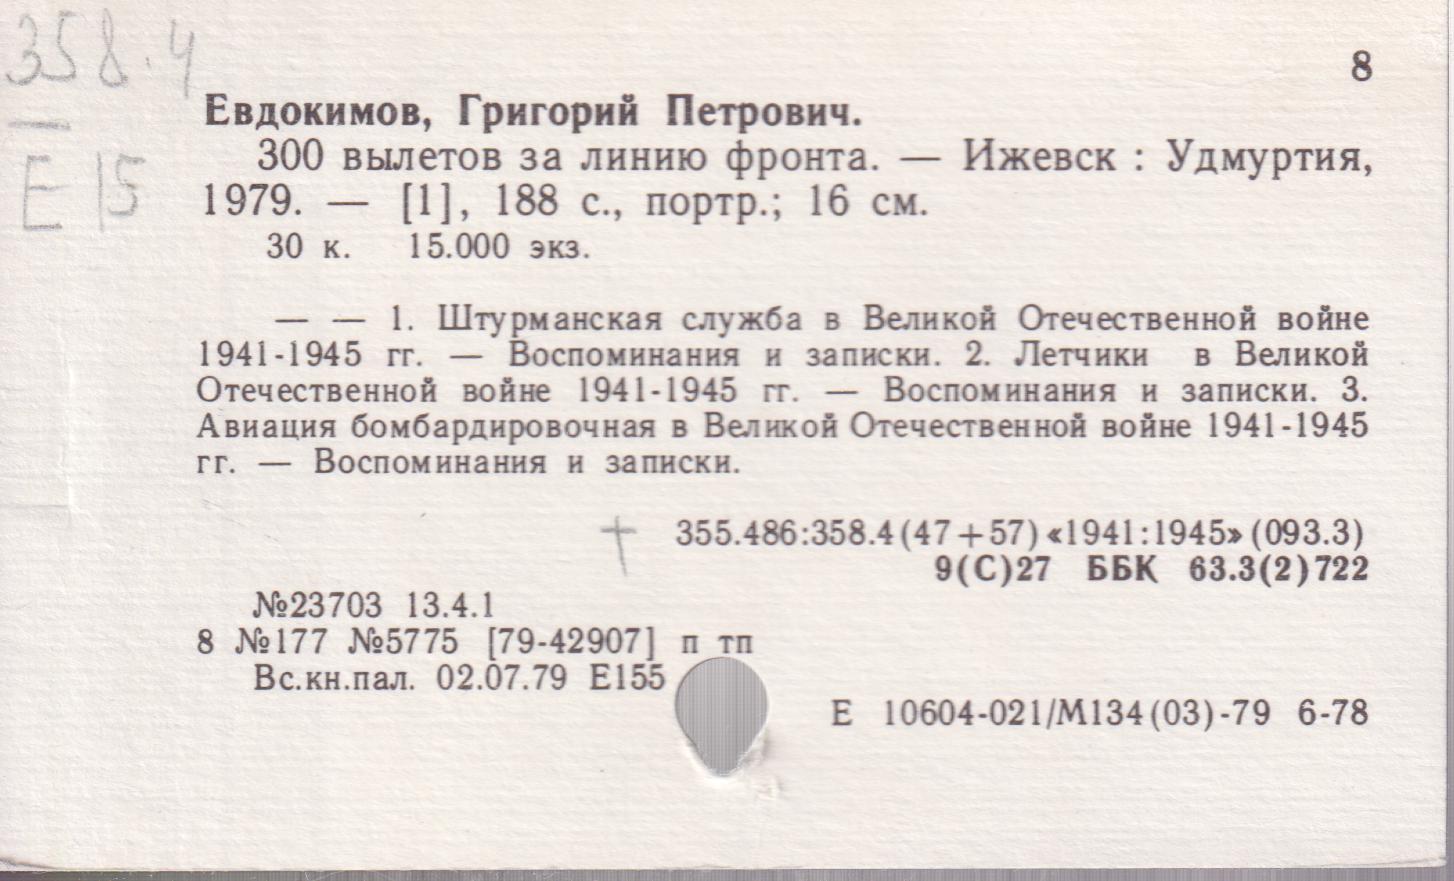 358.4
8
Евдокимов, Григорий Петрович.
300 вылетов за линию фронта. — Ижевск : Удмуртия,
Е 15
1979. — [1], 188 с., портр.; 16 см.
30 к. 15.000 экз.
— — 1. Штурманская служба в Великой Отечественной войне
1941-1945 гг. — Воспоминания и записки. 2. Летчики в Великой
Отечественной войне 1941-1945 гг. — Воспоминания и записки. 3.
Авиация бомбардировочная в Великой Отечественной войне 1941-1945
гг. — Воспоминания и записки.
355.486:358.4(47+57)«1941:1945»(093.3)
9(С)27 ББК 63.3(2)722
№23703 13.4.1
8 №177 №5775 [79-42907] п тп
Вс.кн.пал. 02.07.79 Е155
Е 10604-021/М134(03)-79 6-78